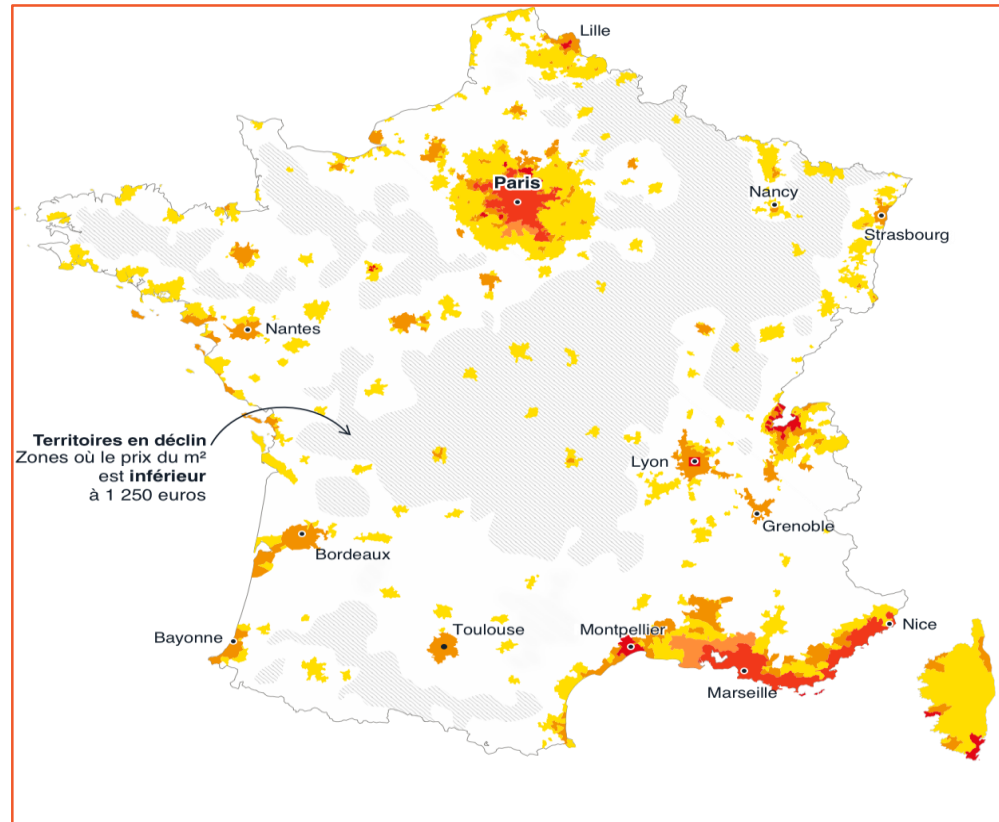 Lille
Paris
Nancy
Strasbourg
Nantes
Territoires en déclin
Zones où le prix du m²
est inférieur
à 1 250 euros
Lyon
Grenoble
Bordeaux
Bayonne
Toulouse
Montpellier
Nice
Marseille